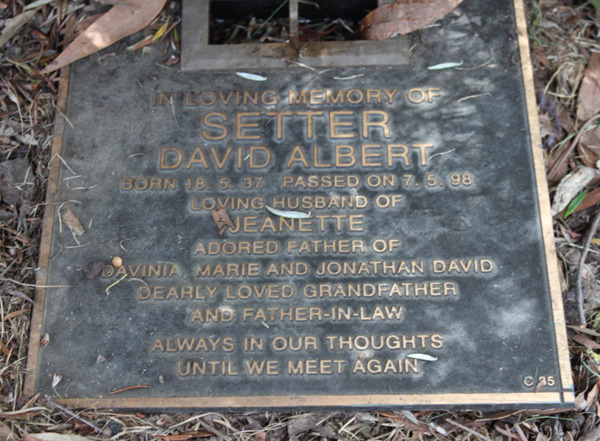 IN LOVING MEMORY OF
SETTER
DAVID ALBERT
BORN 18. 5. 37. PASSED ON 7. 5. 98
LOVING HUSBAND OF
JEANETTE
ADORED FATHER OF
DAVINIA, MARIE AND JONATHAN DAVID
DEARLY LOVED GRANDFATHER
AND FATHER-IN-LAW
ALWAYS IN OUR THOUGHTS
UNTIL WE MEET AGAIN
C 35